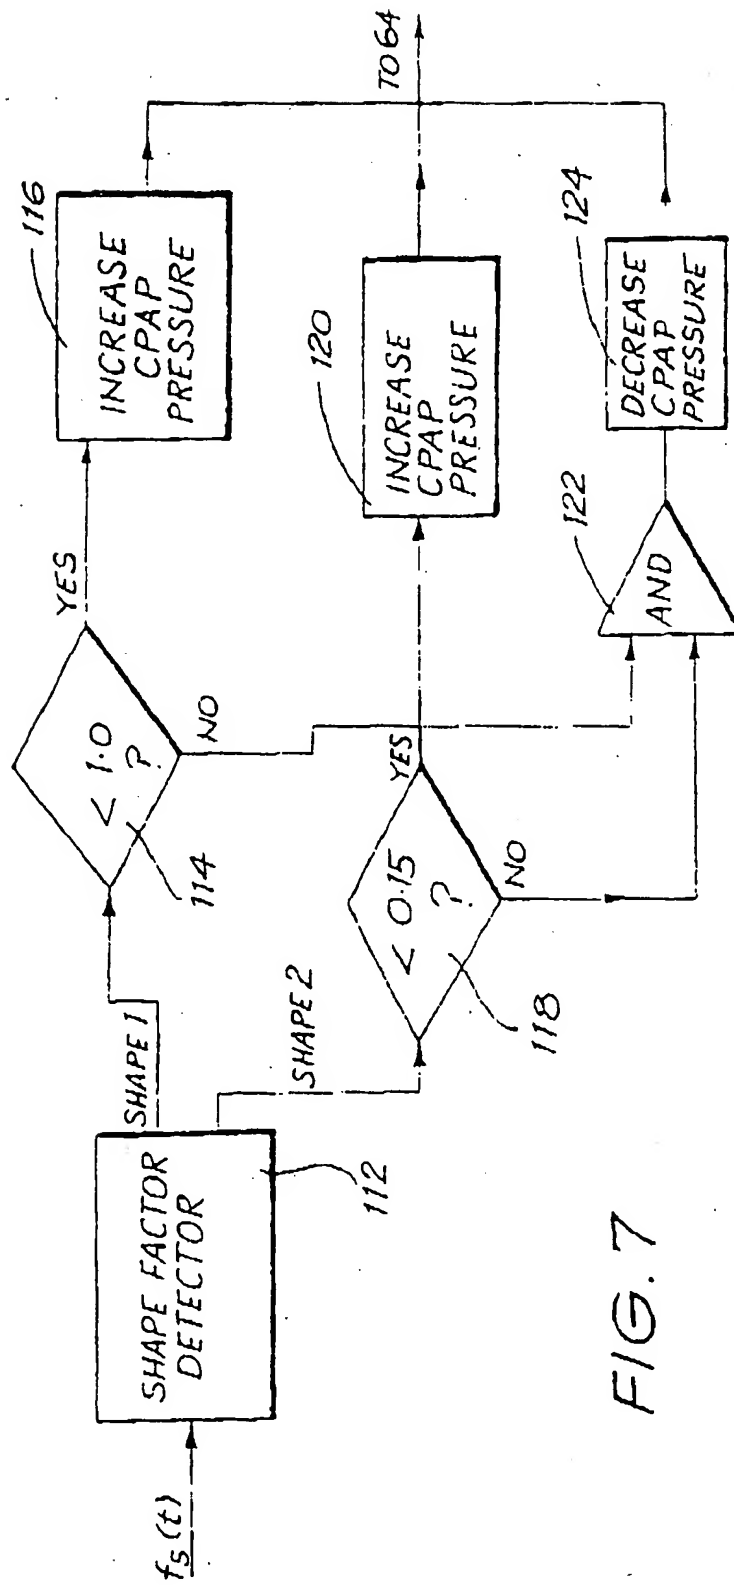 fs(t)
SHAPE FACTOR
DETECTOR
112
SHAPE 1
SHAPE 2
< 1.0
?
114
YES
NO
INCREASE
CPAP
PRESSURE
116
< 0.15
?
118
YES
NO
INCREASE
CPAP
PRESSURE
120
AND
122
DECREASE
CPAP
PRESSURE
124
TO 64
FIG. 7